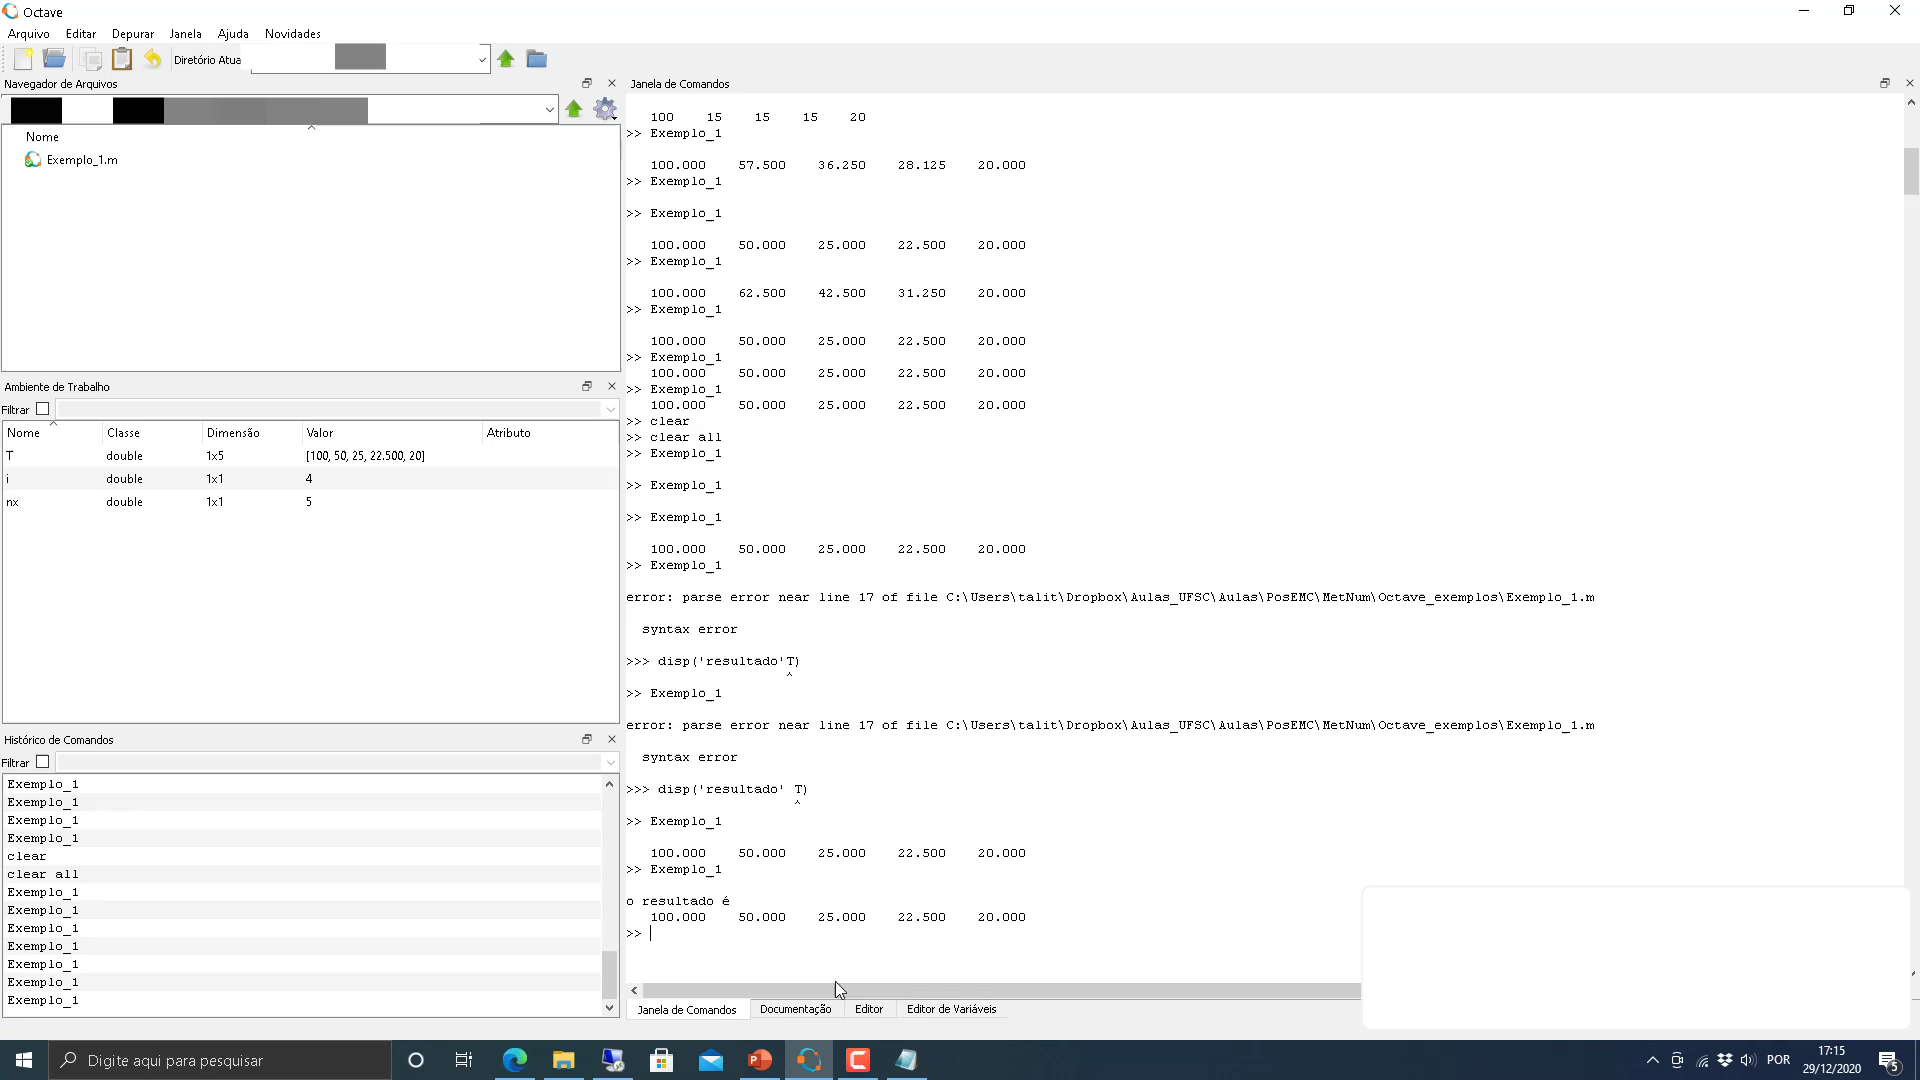 Octave
Arquivo Editar Depurar Janela Ajuda Novidades
Diretório Atua
Navegador de Arquivos
Nome
Exemplo_1.m
Ambiente de Trabalho
Filtrar
Nome Classe Dimensão Valor Atributo
T double 1x5 [100, 50, 25, 22.500, 20]
i double 1x1 4
nx double 1x1 5
Histórico de Comandos
Filtrar
Exemplo_1
Exemplo_1
Exemplo_1
Exemplo_1
clear
clear all
Exemplo_1
Exemplo_1
Exemplo_1
Exemplo_1
Exemplo_1
Exemplo_1
Exemplo_1
Janela de Comandos
100 15 15 15 20
>> Exemplo_1
100.000 57.500 36.250 28.125 20.000
>> Exemplo_1
>> Exemplo_1
100.000 50.000 25.000 22.500 20.000
>> Exemplo_1
100.000 62.500 42.500 31.250 20.000
>> Exemplo_1
100.000 50.000 25.000 22.500 20.000
>> Exemplo_1
100.000 50.000 25.000 22.500 20.000
>> Exemplo_1
100.000 50.000 25.000 22.500 20.000
>> clear
>> clear all
>> Exemplo_1
>> Exemplo_1
>> Exemplo_1
100.000 50.000 25.000 22.500 20.000
>> Exemplo_1
error: parse error near line 17 of file C:\Users\talit\Dropbox\Aulas_UFSC\Aulas\PosEMC\MetNum\Octave_exemplos\Exemplo_1.m
syntax error
>>> disp('resultado'T)
^
>> Exemplo_1
error: parse error near line 17 of file C:\Users\talit\Dropbox\Aulas_UFSC\Aulas\PosEMC\MetNum\Octave_exemplos\Exemplo_1.m
syntax error
>>> disp('resultado' T)
^
>> Exemplo_1
100.000 50.000 25.000 22.500 20.000
>> Exemplo_1
o resultado é
100.000 50.000 25.000 22.500 20.000
>>
Janela de Comandos Documentação Editor Editor de Variáveis
Digite aqui para pesquisar
POR
17:15
29/12/2020
5